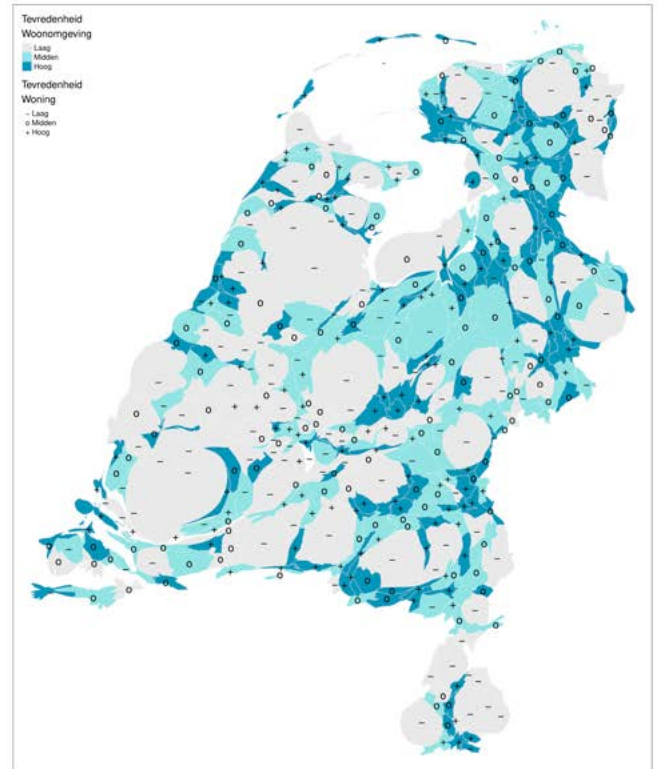 Tevredenheid
Woonomgeving
Laag
Midden
Hoog
Tevredenheid
Woning
– Laag
o Midden
+ Hoog